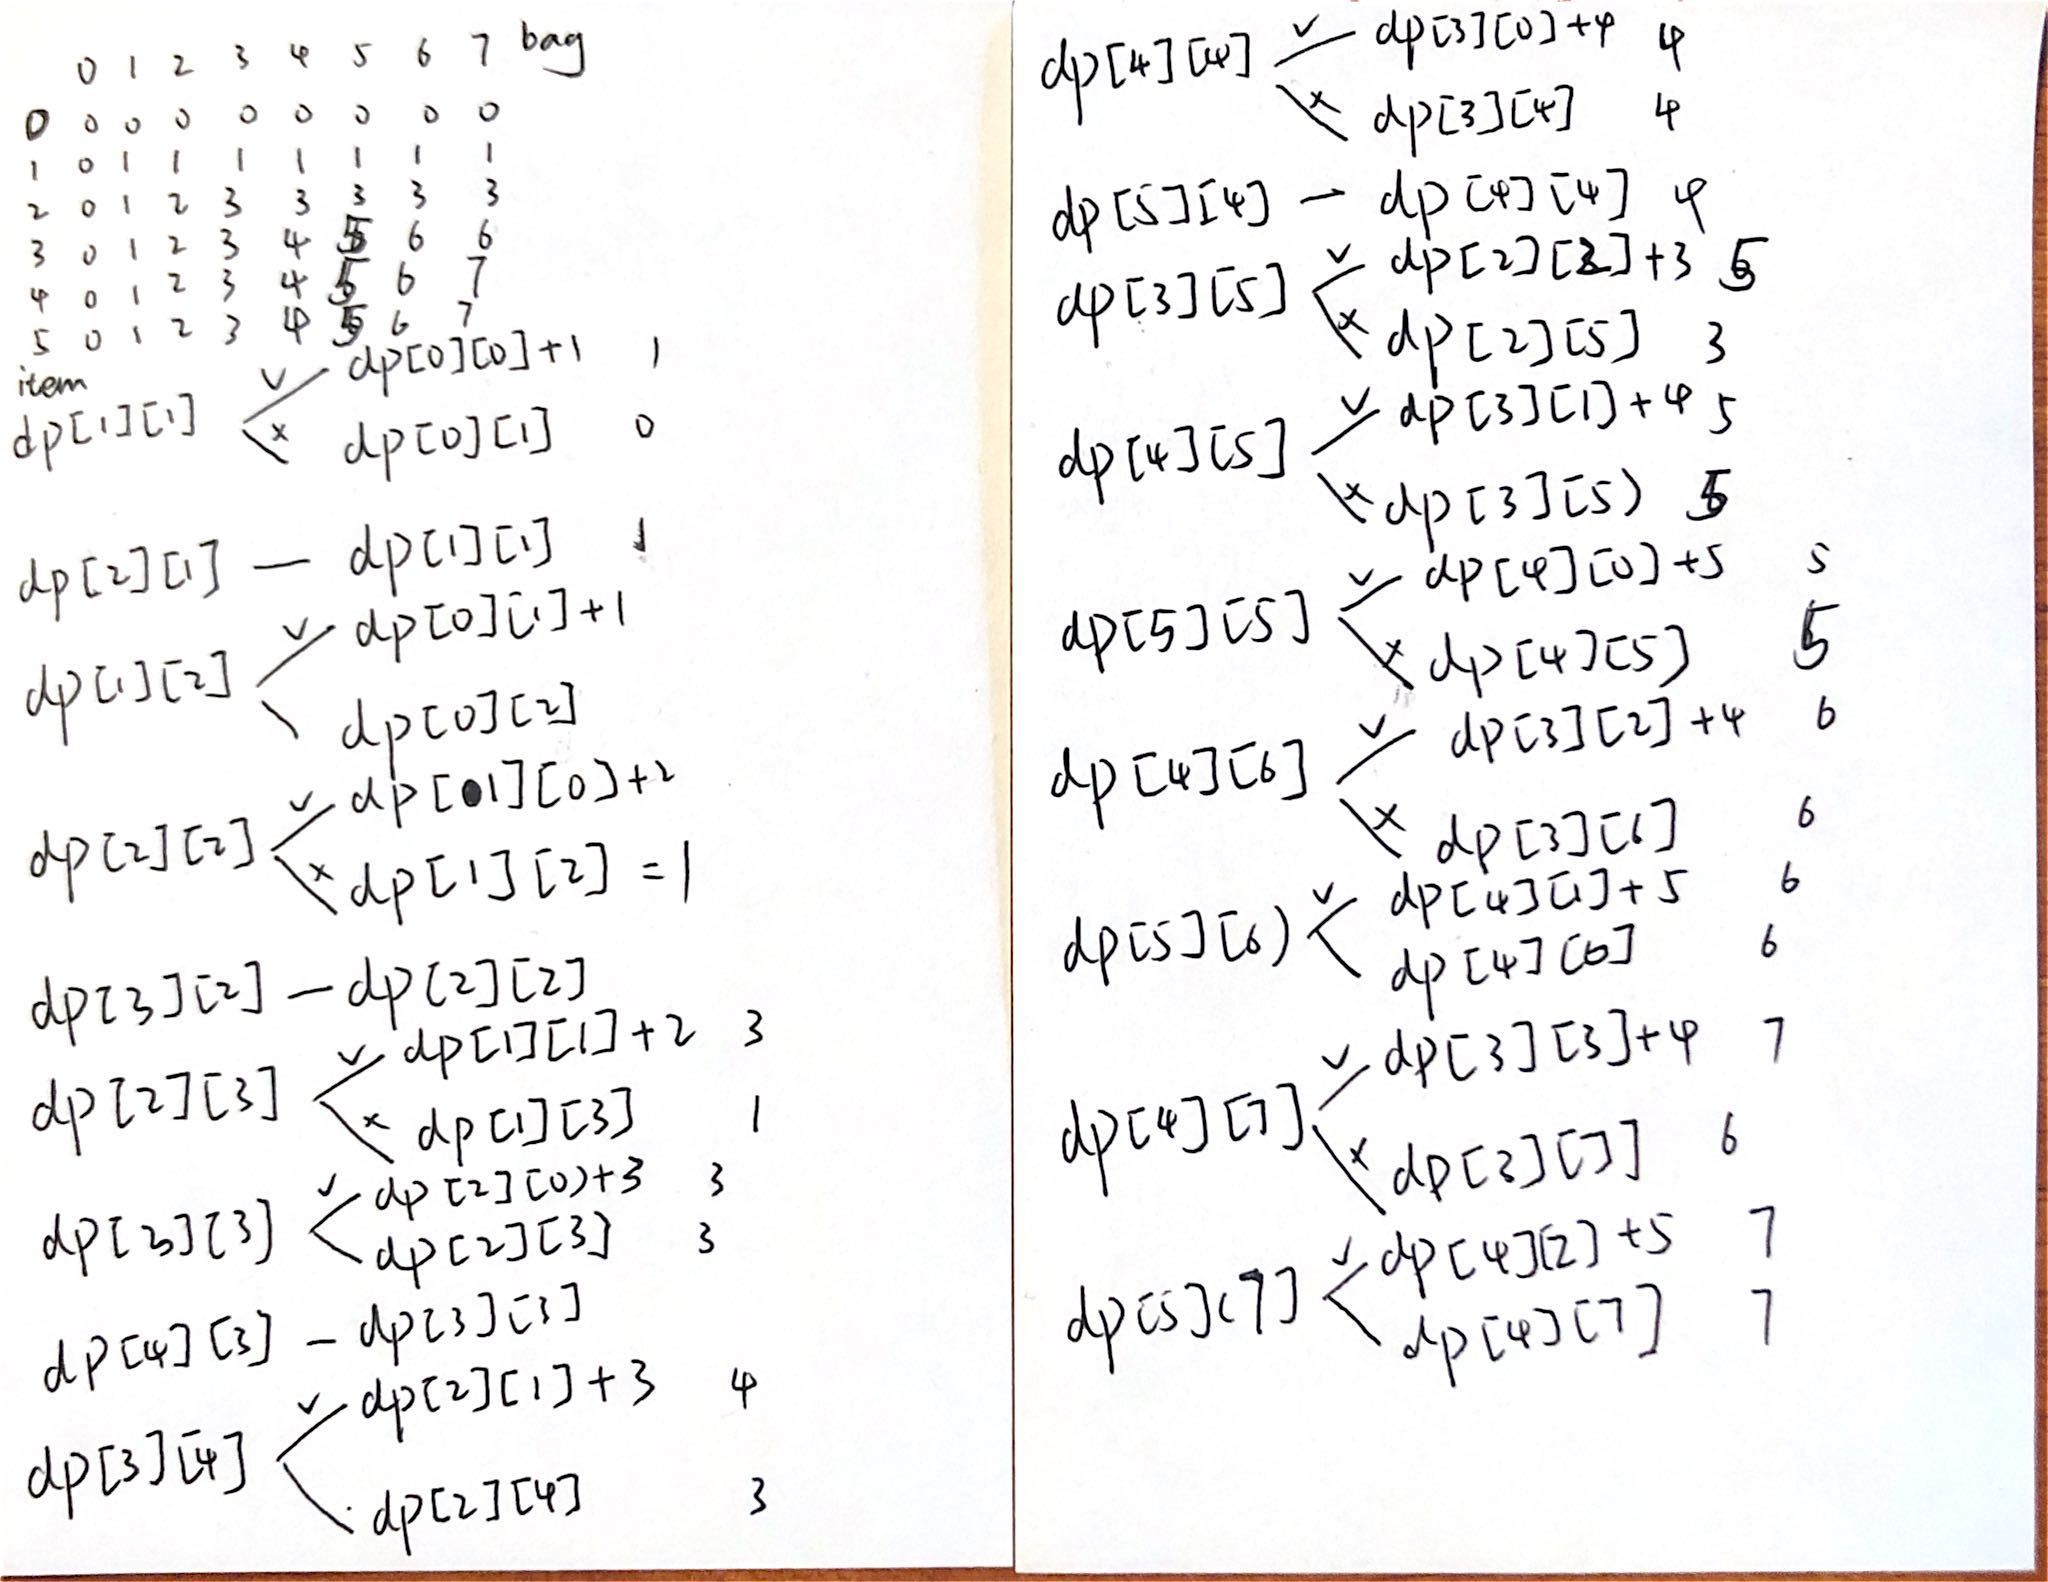 0 1 2 3 4 5 6 7 bag
0 0 0 0 0 0 0 0 0
1 0 1 1 1 1 1 1 1
2 0 1 2 3 3 3 3 3
3 0 1 2 3 4 5 6 6
4 0 1 2 3 4 5 6 7
5 0 1 2 3 4 5 6 7
item
dp[1][1] ✓ dp[0][0]+1 1
× dp[0][1] 0
dp[2][1] — dp[1][1] 1
dp[1][2] ✓ dp[0][1]+1
dp[0][2]
dp[2][2] ✓ dp[1][0]+2
× dp[1][2] = 1
dp[3][2] — dp[2][2]
dp[2][3] ✓ dp[1][1]+2 3
× dp[1][3] 1
dp[3][3] ✓ dp[2][0]+3 3
dp[2][3] 3
dp[4][3] — dp[3][3]
dp[3][4] ✓ dp[2][1]+3 4
dp[2][4] 3
dp[4][4] ✓ dp[3][0]+4 4
× dp[3][4] 4
dp[5][4] — dp[4][4] 4
dp[3][5] ✓ dp[2][2]+3 5
× dp[2][5] 3
dp[4][5] ✓ dp[3][1]+4 5
× dp[3][5) 5
dp[5][5] ✓ dp[4][0]+5 5
× dp[4][5] 5
dp[4][6] ✓ dp[3][2]+4 6
× dp[3][6] 6
dp[5][6) ✓ dp[4][1]+5 6
dp[4][6] 6
dp[4][7] ✓ dp[3][3]+4 7
× dp[3][7] 6
dp[5][7] ✓ dp[4][2]+5 7
dp[4][7] 7